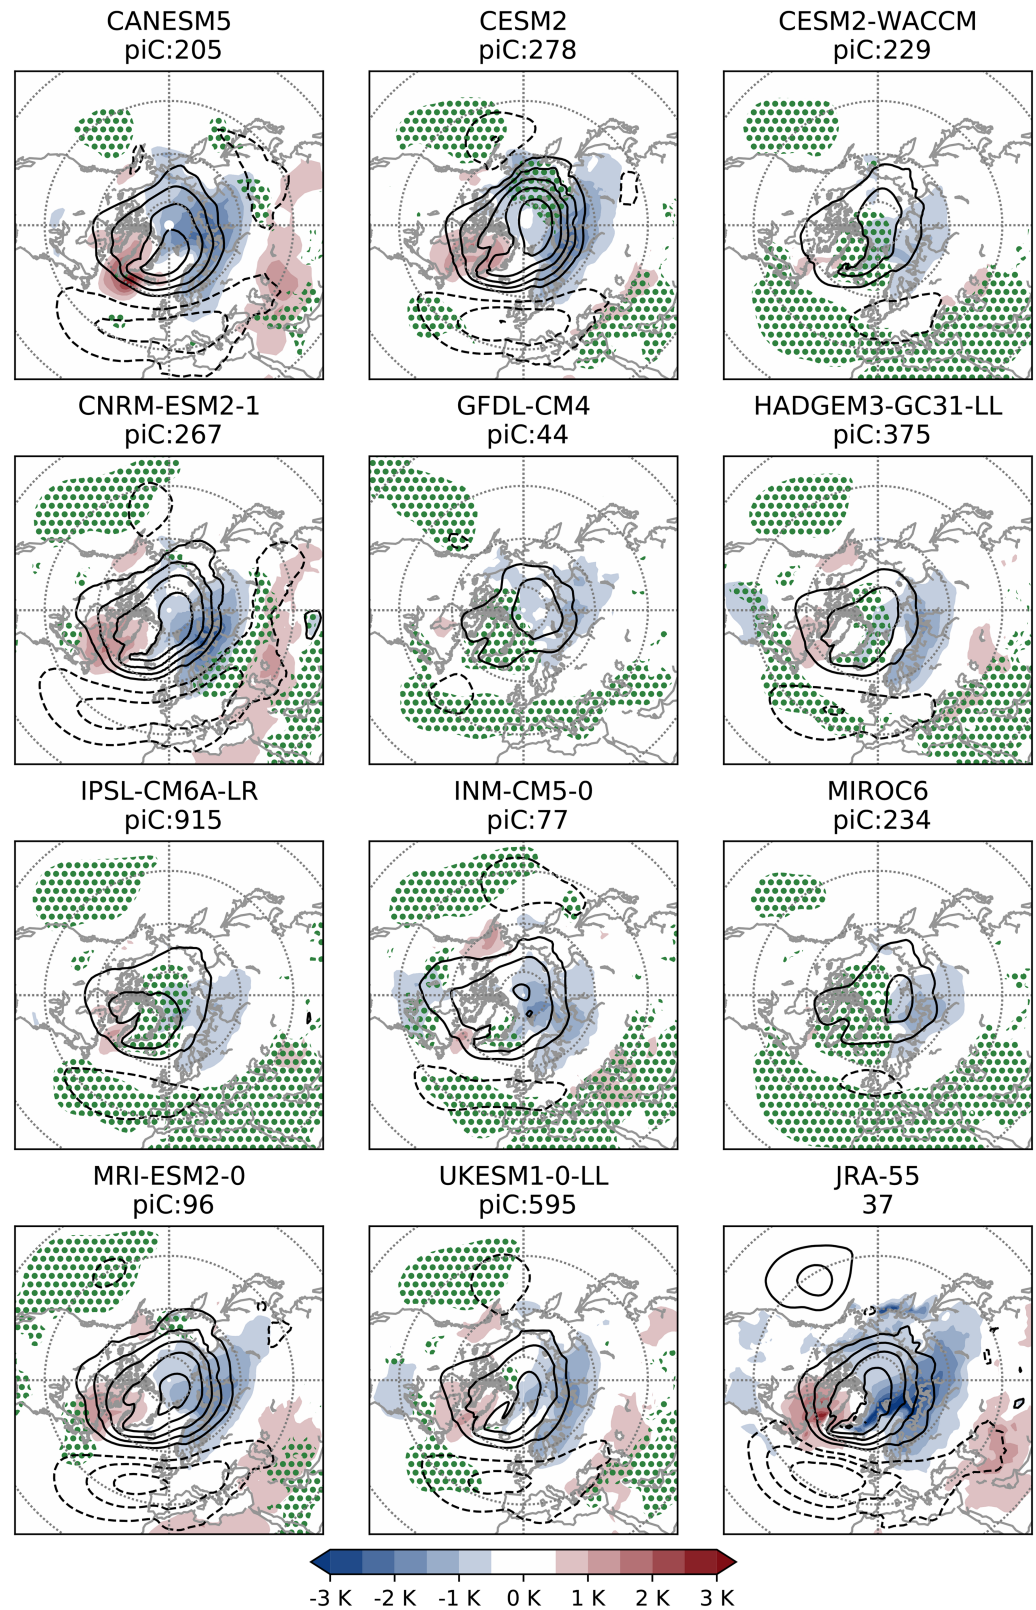 CANESM5
piC:205
CESM2
piC:278
CESM2-WACCM
piC:229
CNRM-ESM2-1
piC:267
GFDL-CM4
piC:44
HADGEM3-GC31-LL
piC:375
IPSL-CM6A-LR
piC:915
INM-CM5-0
piC:77
MIROC6
piC:234
MRI-ESM2-0
piC:96
UKESM1-0-LL
piC:595
JRA-55
37
-3 K -2 K -1 K 0 K 1 K 2 K 3 K